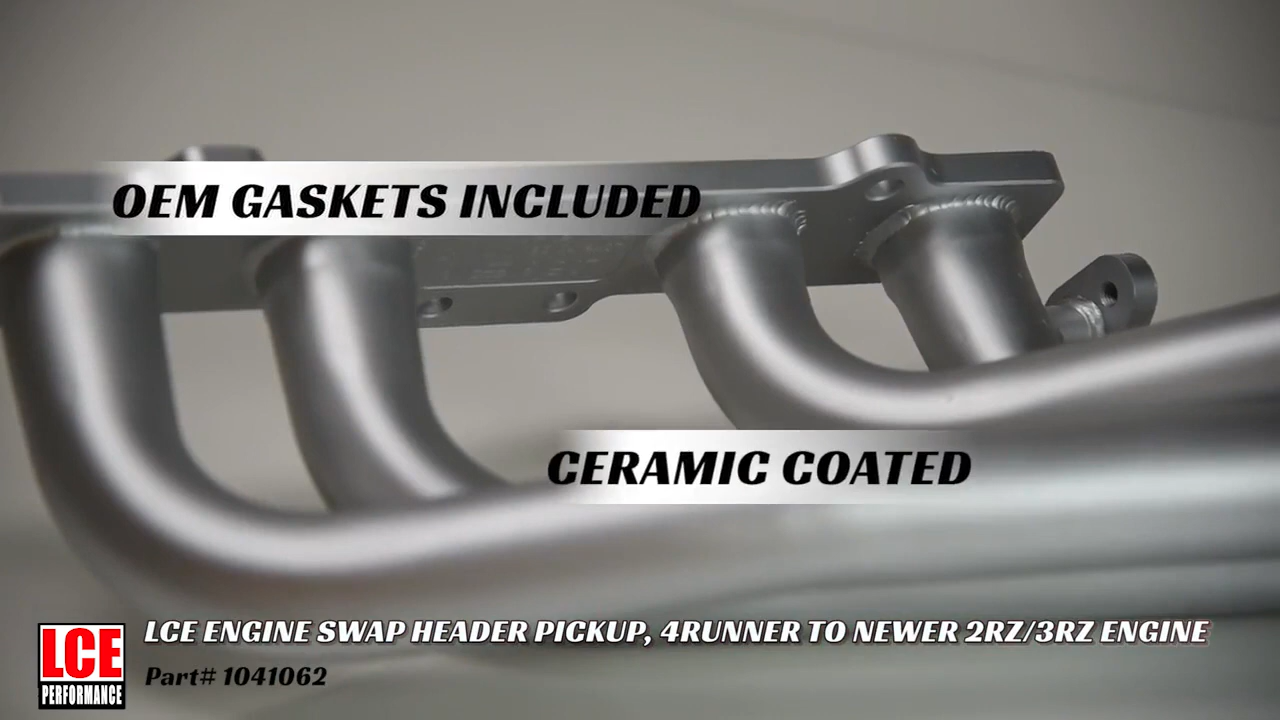 OEM GASKETS INCLUDED
CERAMIC COATED
LCE ENGINE SWAP HEADER PICKUP, 4RUNNER TO NEWER 2RZ/3RZ ENGINE
Part# 1041062
LCE
PERFORMANCE